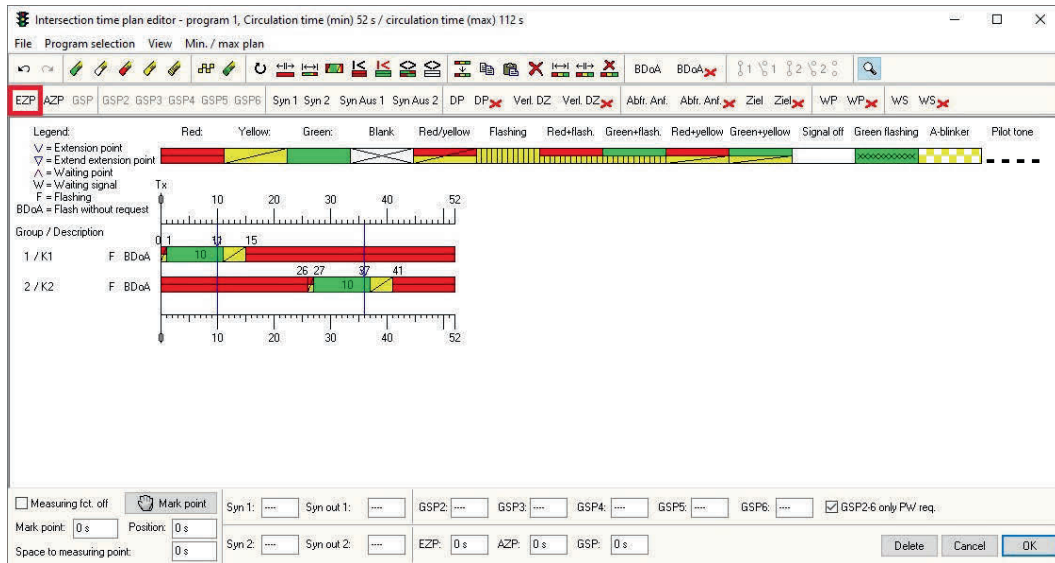 Intersection time plan editor - program 1, Circulation time (min) 52 s / circulation time (max) 112 s
File Program selection View Min. / max plan
BDoA BDoA 1 1 2 2
EZP AZP GSP GSP2 GSP3 GSP4 GSP5 GSP6 Syn 1 Syn 2 Syn Aus 1 Syn Aus 2 DP DP Verl. DZ Verl. DZ Abfr. Anf. Abfr. Anf. Ziel Ziel WP WP WS WS
Legend: Red: Yellow: Green: Blank Red/yellow Flashing Red+flash. Green+flash. Red+yellow Green+yellow Signal off Green flashing A-blinker Pilot tone
V = Extension point
▽ = Extend extension point
Λ = Waiting point
W = Waiting signal
F = Flashing
BDoA = Flash without request
Tx
0 10 20 30 40 52
Group / Description
0 1 11 15
1 / K1 F BDoA 10
26 27 37 41
2 / K2 F BDoA 10
0 10 20 30 40 52
Measuring fct. off Mark point Syn 1: ---- Syn out 1: ---- GSP2: ---- GSP3: ---- GSP4: ---- GSP5: ---- GSP6: ---- GSP2-6 only PW req.
Mark point: 0 s Position: 0 s
Space to measuring point: 0 s Syn 2: ---- Syn out 2: ---- EZP: 0 s AZP: 0 s GSP: 0 s Delete Cancel OK